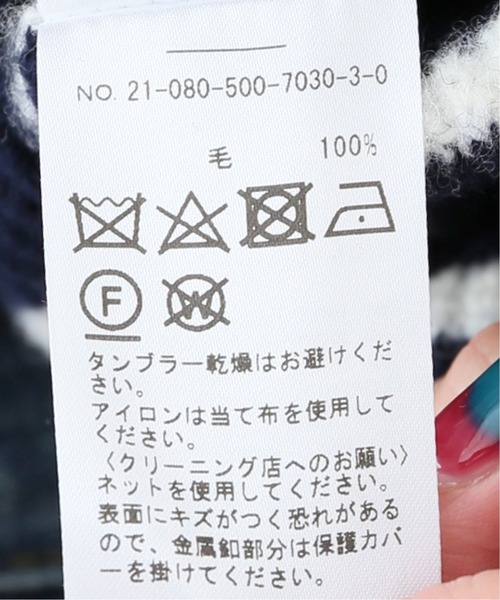 NO. 21-080-500-7030-3-0
毛 100%
F W
タンブラー乾燥はお避けくだ
さい。
アイロンは当て布を使用して
ください。
〈クリーニング店へのお願い〉
ネットを使用してください。
表面にキズがつく恐れがある
ので、金属釦部分は保護カバ
ーを掛けてください。